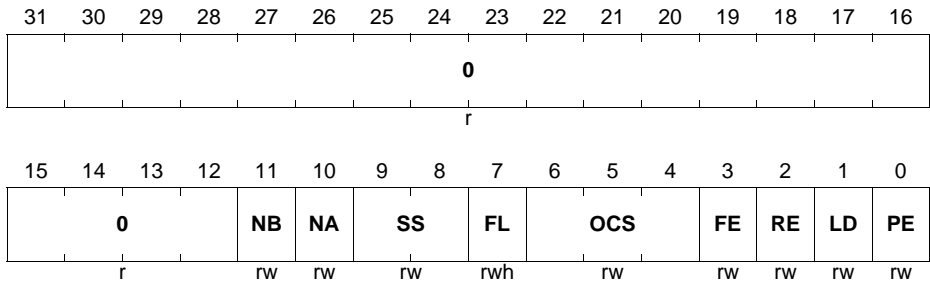 31 30 29 28 27 26 25 24 23 22 21 20 19 18 17 16
0
r
15 14 13 12 11 10 9 8 7 6 5 4 3 2 1 0
0 NB NA SS FL OCS FE RE LD PE
r rw rw rw rwh rw rw rw rw rw